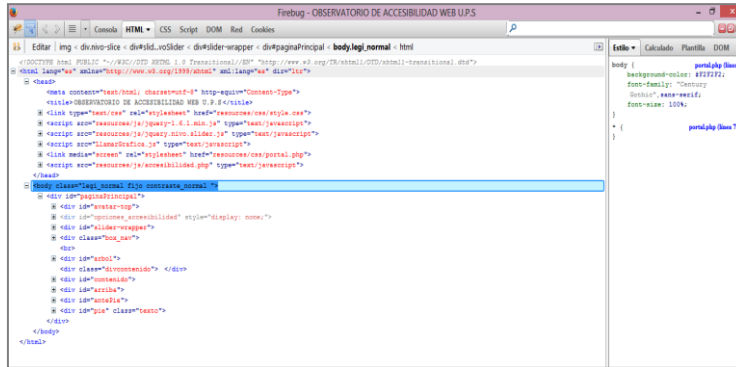 Firebug - OBSERVATORIO DE ACCESIBILIDAD WEB U.P.S
Consola HTML CSS Script DOM Red Cookies
Editar img < div.nivo-slice < div#slid...voSlider < div#slider-wrapper < div#paginaPrincipal < body.legi_normal < html
Estilo Calculado Plantilla DOM
<!DOCTYPE html PUBLIC "-//W3C//DTD XHTML 1.0 Transitional//EN" "http://www.w3.org/TR/xhtml1/DTD/xhtml1-transitional.dtd">
<html lang="es" xmlns="http://www.w3.org/1999/xhtml" xml:lang="es" dir="ltr">
<head>
<meta content="text/html; charset=utf-8" http-equiv="Content-Type">
<title>OBSERVATORIO DE ACCESIBILIDAD WEB U.P.S</title>
<link type="text/css" rel="stylesheet" href="resources/css/style.css">
<script src="resources/js/jquery-1.6.1.min.js" type="text/javascript">
<script src="resources/js/jquery.nivo.slider.js" type="text/javascript">
<script src="LlamarGrafica.js" type="text/javascript">
<link media="screen" rel="stylesheet" href="resources/css/portal.php">
<script src="resources/js/accesibilidad.php" type="text/javascript">
</head>
<body class="legi_normal fijo contraste_normal ">
<div id="paginaPrincipal">
<div id="avatar-top">
<div id="opciones_accesibilidad" style="display: none;">
<div id="slider-wrapper">
<div class="box_nav">
<br>
<div id="arbol">
<div class="divcontenido"> </div>
<div id="contenido">
<div id="arriba">
<div id="antePie">
<div id="pie" class="texto">
</div>
</body>
</html>
body { portal.php (línea
background-color: #F2F2F2;
font-family: "Century
Gothic",sans-serif;
font-size: 100%;
}
* { portal.php (línea 7
}